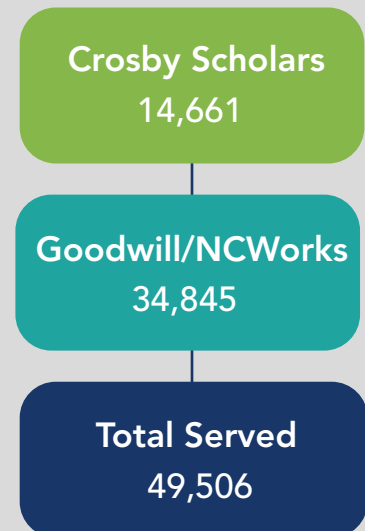 Crosby Scholars
14,661
Goodwill/NCWorks
34,845
Total Served
49,506